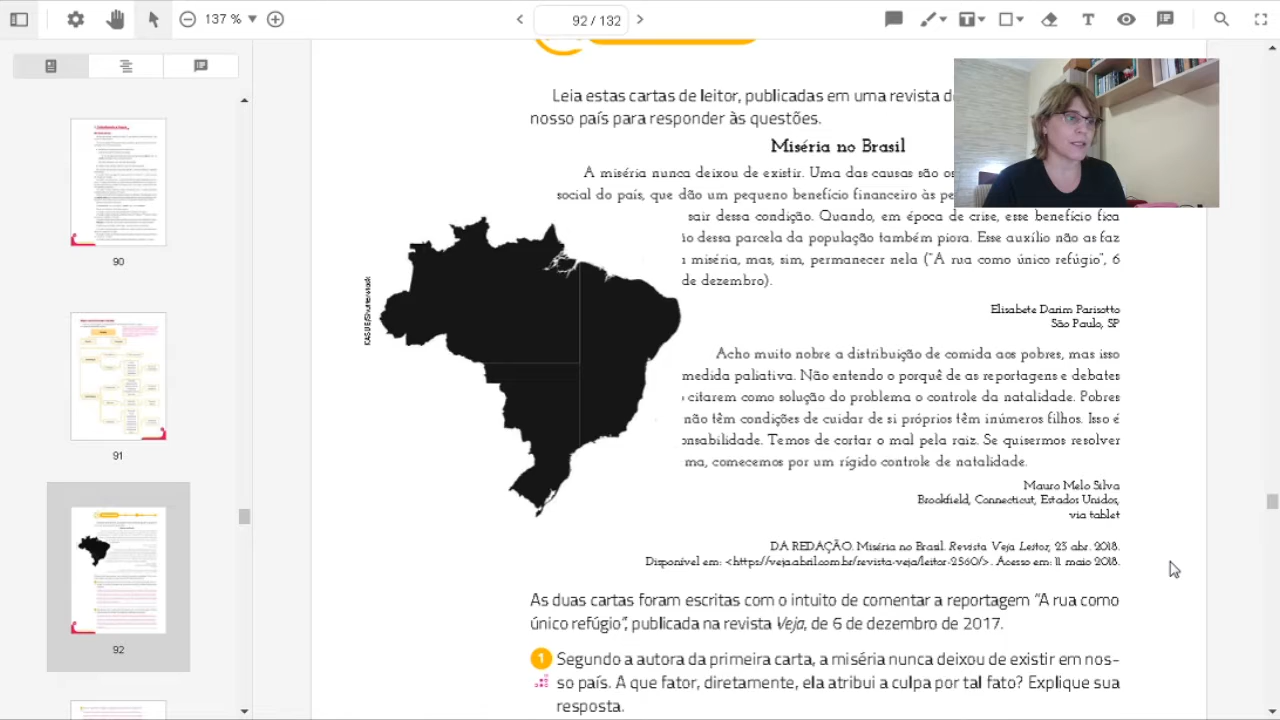 137 %
92 / 132
Leia estas cartas de leitor, publicadas em uma revista
nosso país para responder às questões.
Miséria no Brasil
A miséria nunca deixou de existir. Uma das causas são
do país, que dão um pequeno financeiro às
sair dessa condição. Quando, em época de crise, esse benefício fica
dessa parcela da população também piora. Esse auxílio não as faz
miséria, mas, sim, permanecer nela (“A rua como único refúgio”, 6
de dezembro).
Elisabete Darim Parisotto
São Paulo, SP
Acho muito nobre a distribuição de comida aos pobres, mas isso
medida paliativa. Não entendo o porquê de as reportagens e debates
citarem como solução do problema o controle da natalidade. Pobres
não têm condições de cuidar de si próprios têm inúmeros filhos. Isso é
Temos de cortar o mal pela raiz. Se quisermos resolver
comecemos por um rígido controle de natalidade.
Mauro Melo Silva
Brookfield, Connecticut, Estados Unidos,
via tablet
DA REDAÇÃO. Miséria no Brasil. Revista Veja Leitor, 23 abr. 2018.
Disponível em: <https://veja.abril.com.br/revista-veja/leitor-2560/>. Acesso em: 11 maio 2018.
As duas cartas foram escritas com o intuito de comentar a reportagem “A rua como
único refúgio”, publicada na revista Veja, de 6 de dezembro de 2017.
1 Segundo a autora da primeira carta, a miséria nunca deixou de existir em nos-
so país. A que fator, diretamente, ela atribui a culpa por tal fato? Explique sua
resposta.
90
91
92